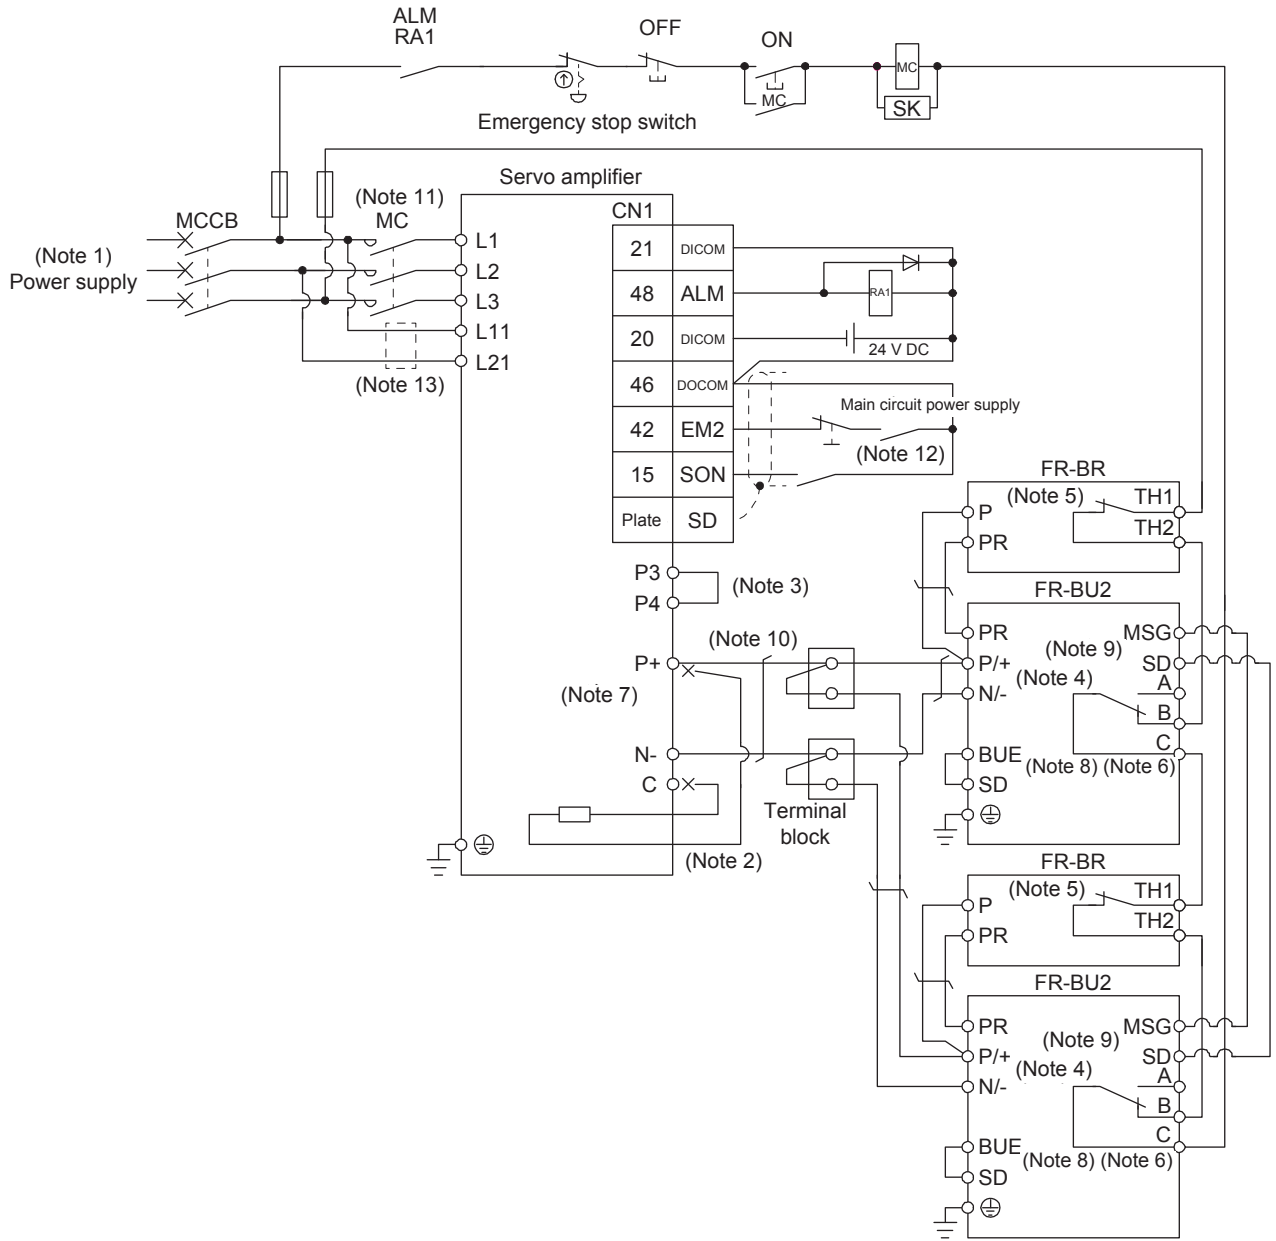 ALM
RA1
OFF
ON
MC
SK
MC
Emergency stop switch
Servo amplifier
(Note 11)
MCCB
MC
CN1
(Note 1)
Power supply
L1
L2
L3
L11
L21
(Note 13)
21 DICOM
48 ALM
RA1
20 DICOM
24 V DC
46 DOCOM
Main circuit power supply
42 EM2
(Note 12)
15 SON
Plate SD
P3
(Note 3)
P4
(Note 10)
P+
(Note 7)
N-
C
Terminal
block
(Note 2)
FR-BR
(Note 5)
TH1
P
TH2
PR
FR-BU2
PR
MSG
(Note 9)
P/+
SD
(Note 4)
A
N/-
B
C
BUE
(Note 8) (Note 6)
SD
FR-BR
(Note 5)
TH1
P
TH2
PR
FR-BU2
PR
MSG
(Note 9)
P/+
SD
(Note 4)
A
N/-
B
C
BUE
(Note 8) (Note 6)
SD